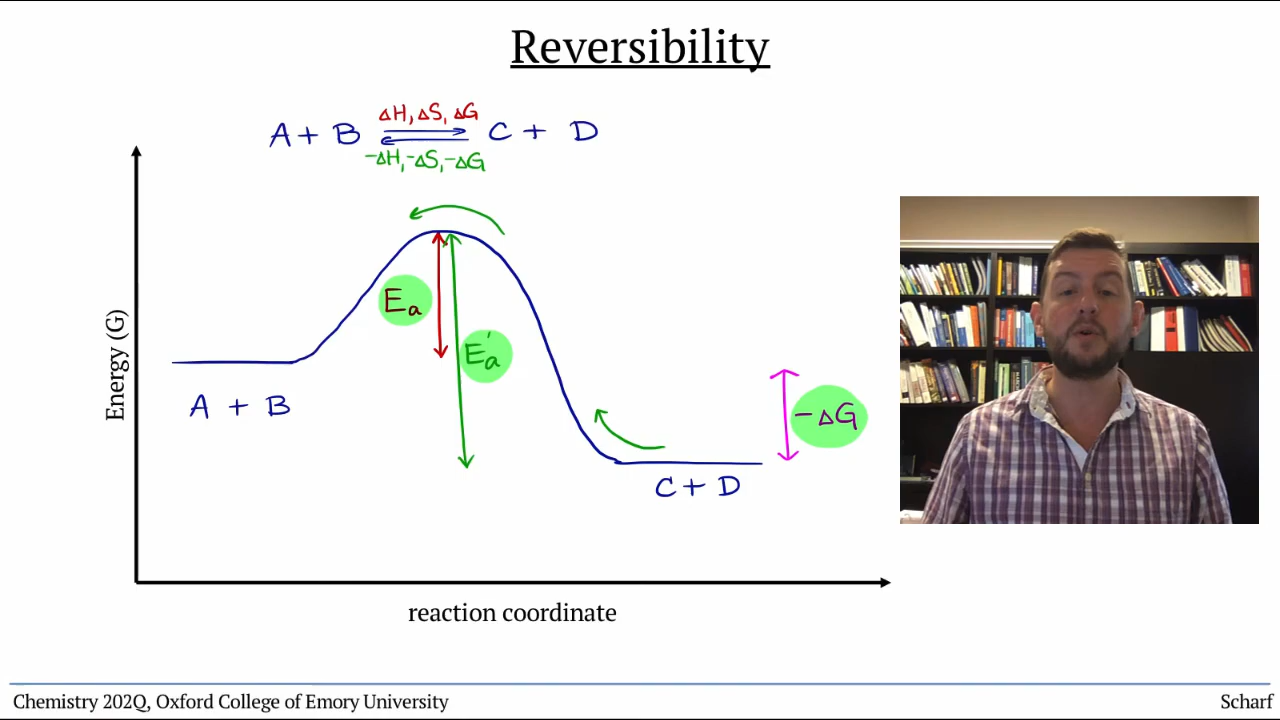 Reversibility
ΔH, ΔS, ΔG
A + B ⇌ C + D
-ΔH, -ΔS, -ΔG
Energy (G)
Ea
Ea'
-ΔG
A + B
C + D
reaction coordinate
Chemistry 202Q, Oxford College of Emory University
Scharf